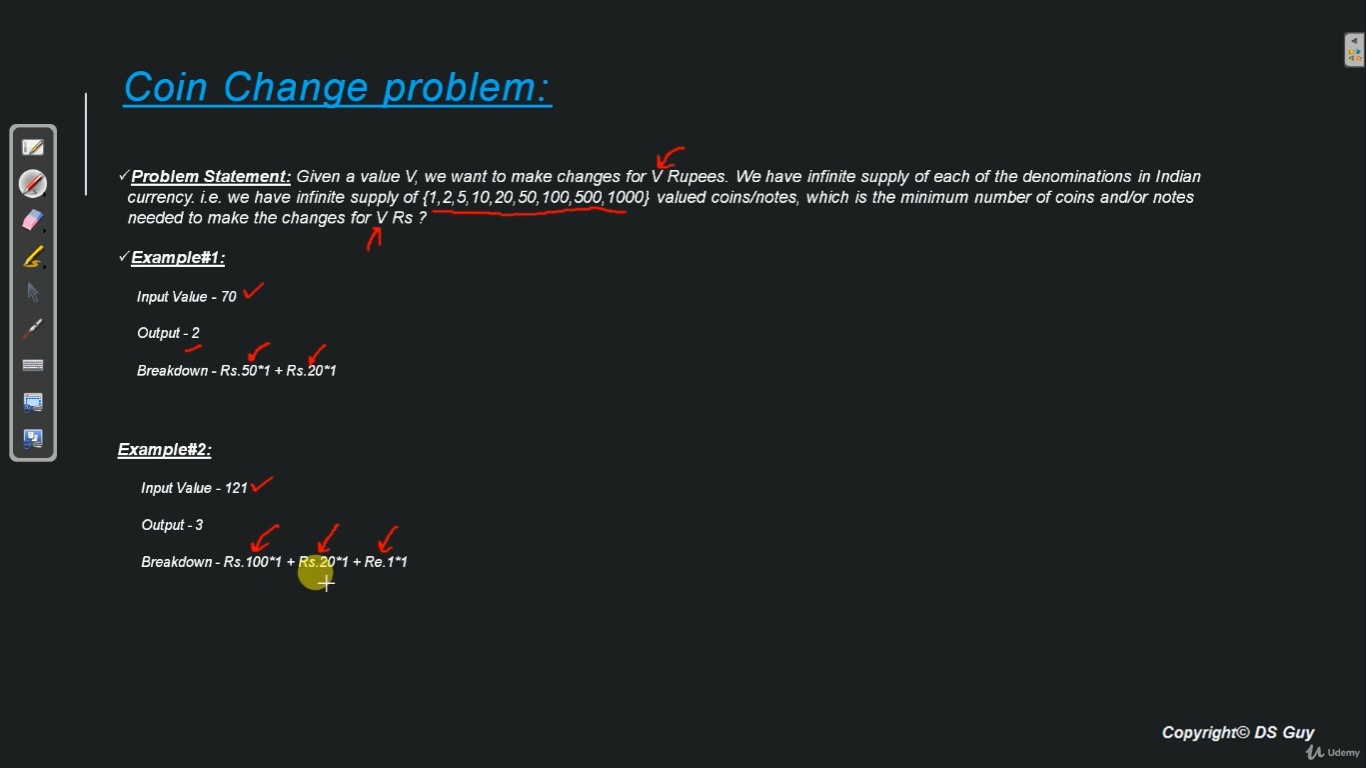 Coin Change problem:
✓Problem Statement: Given a value V, we want to make changes for V Rupees. We have infinite supply of each of the denominations in Indian
currency. i.e. we have infinite supply of {1,2,5,10,20,50,100,500,1000} valued coins/notes, which is the minimum number of coins and/or notes
needed to make the changes for V Rs ?
✓Example#1:
Input Value - 70
Output - 2
Breakdown - Rs.50*1 + Rs.20*1
Example#2:
Input Value - 121
Output - 3
Breakdown - Rs.100*1 + Rs.20*1 + Re.1*1
Copyright© DS Guy
Udemy